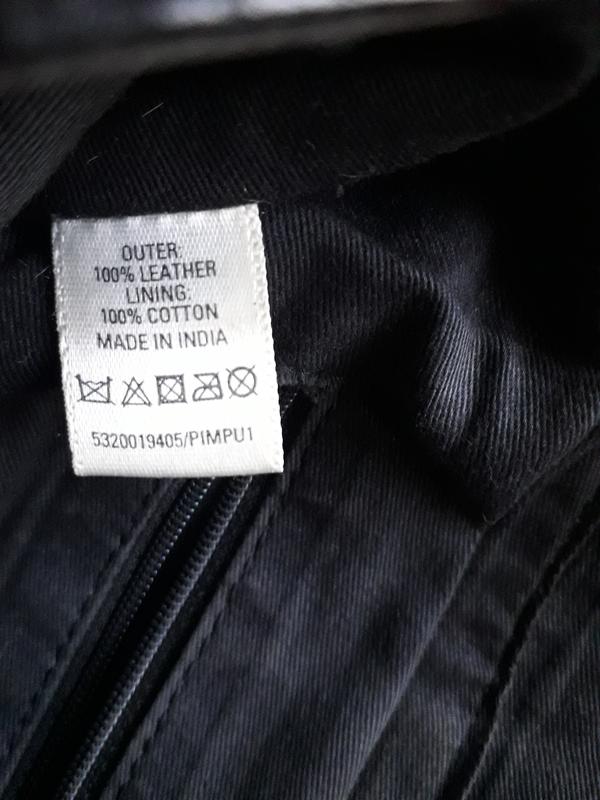 OUTER:
100% LEATHER
LINING:
100% COTTON
MADE IN INDIA
5320019405/PIMPU1